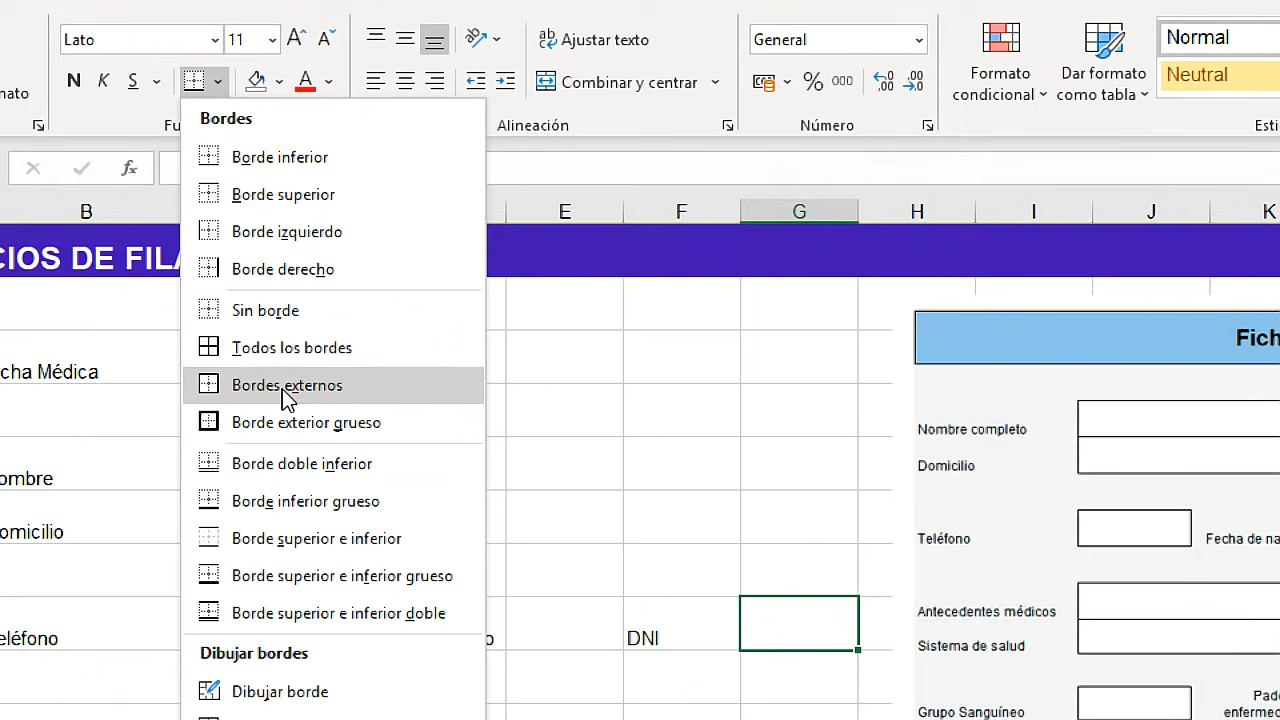 Lato
11
Ajustar texto
General
Normal
N K S
Combinar y centrar
% 000
Formato condicional
Dar formato como tabla
Neutral
Alineación
Número
Bordes
fx
Borde inferior
Borde superior
Borde izquierdo
Borde derecho
Sin borde
Todos los bordes
Bordes externos
Borde exterior grueso
Borde doble inferior
Borde inferior grueso
Borde superior e inferior
Borde superior e inferior grueso
Borde superior e inferior doble
Dibujar bordes
Dibujar borde
B E F G H I J K
CIOS DE FILA
cha Médica
ombre
omicilio
eléfono
o
DNI
Fich
Nombre completo
Domicilio
Teléfono
Fecha de na
Antecedentes médicos
Sistema de salud
Grupo Sanguíneo
Pade
enfermed